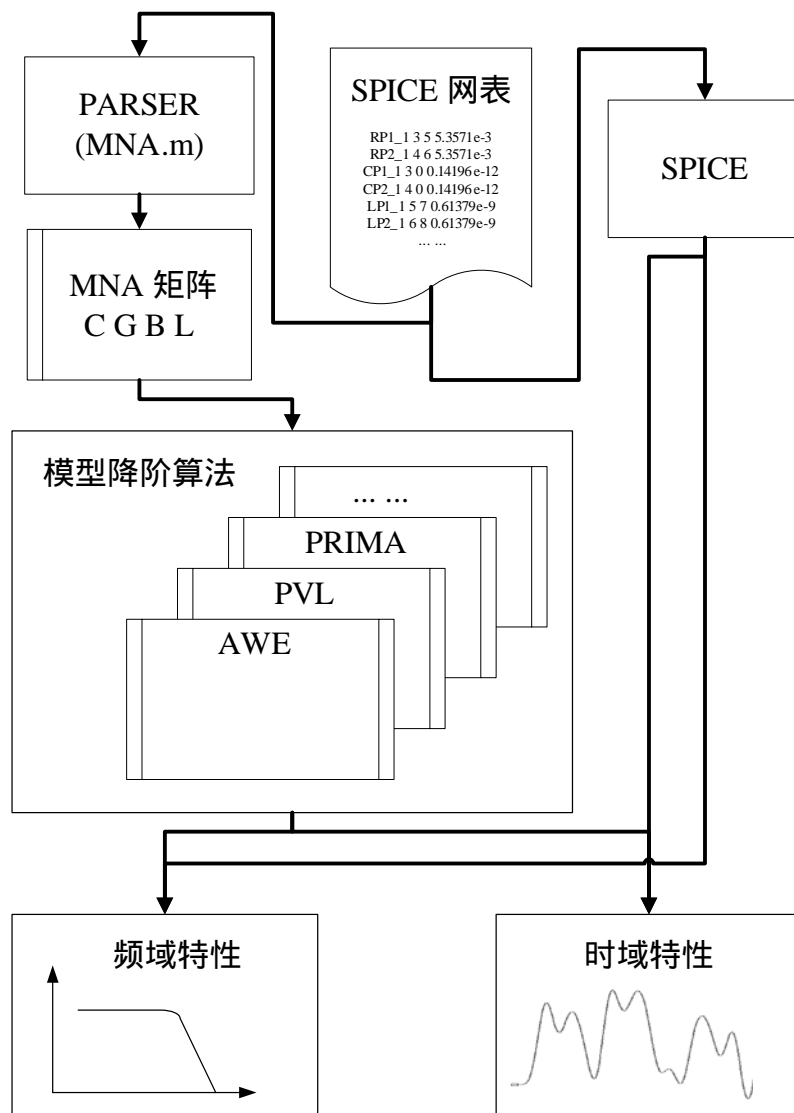 PARSER
(MNA.m)
SPICE 网表
RP1_1 3 5 5.3571e-3
RP2_1 4 6 5.3571e-3
CP1_1 3 0 0.14196e-12
CP2_1 4 0 0.14196e-12
LP1_1 5 7 0.61379e-9
LP2_1 6 8 0.61379e-9
... ...
SPICE
MNA 矩阵
C G B L
模型降阶算法
... ...
PRIMA
PVL
AWE
频域特性
时域特性